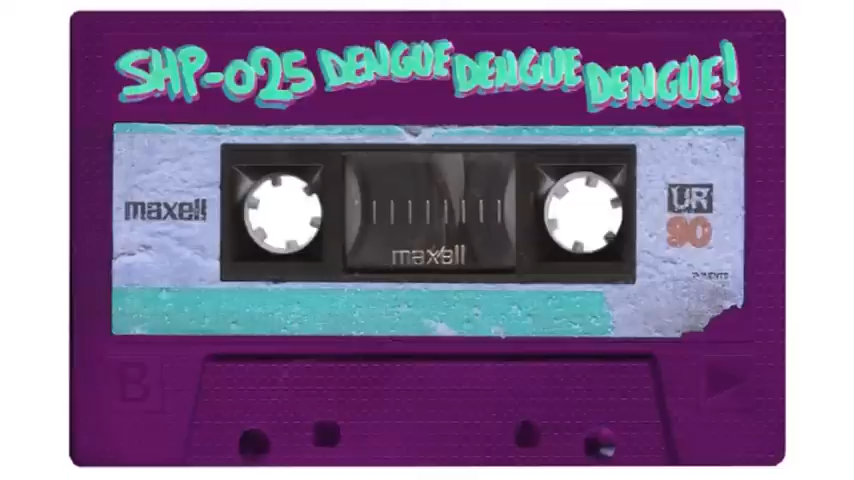 SHP-025 DENGUE DENGUE DENGUE!
maxell
maxell
UR
90
B